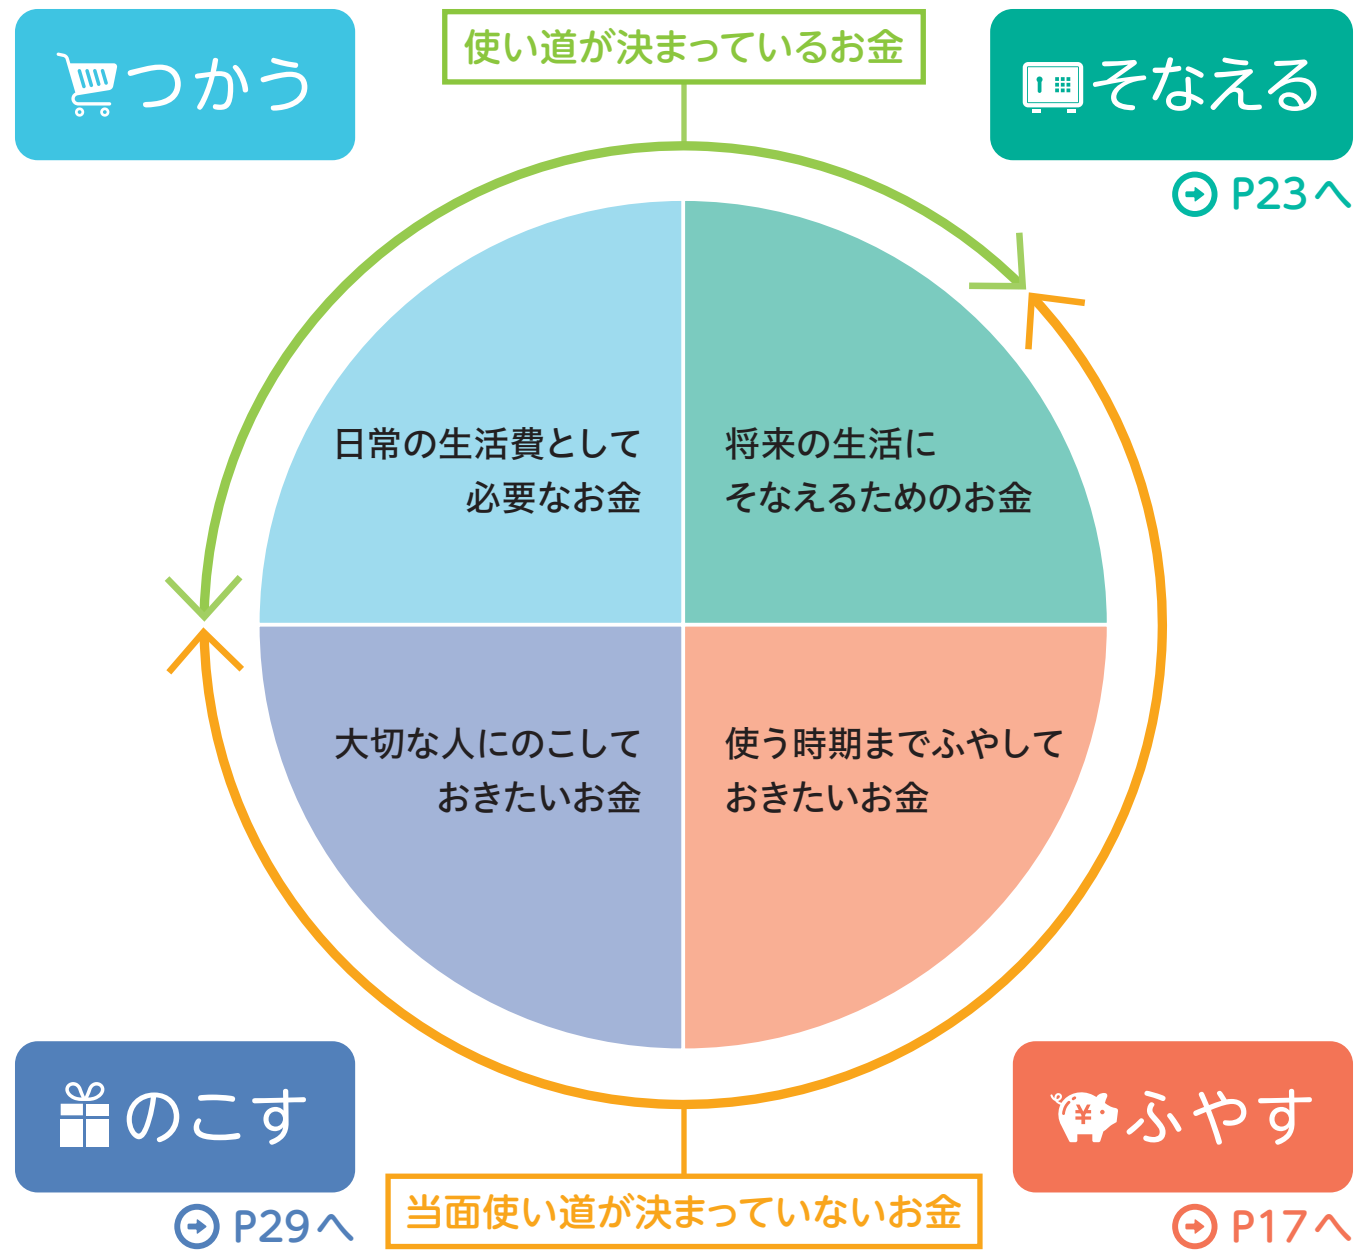 つかう
使い道が決まっているお金
そなえる
P23へ
日常の生活費として
必要なお金
将来の生活に
そなえるためのお金
大切な人にのこして
おきたいお金
使う時期までふやして
おきたいお金
のこす
P29へ
当面使い道が決まっていないお金
¥
ふやす
P17へ